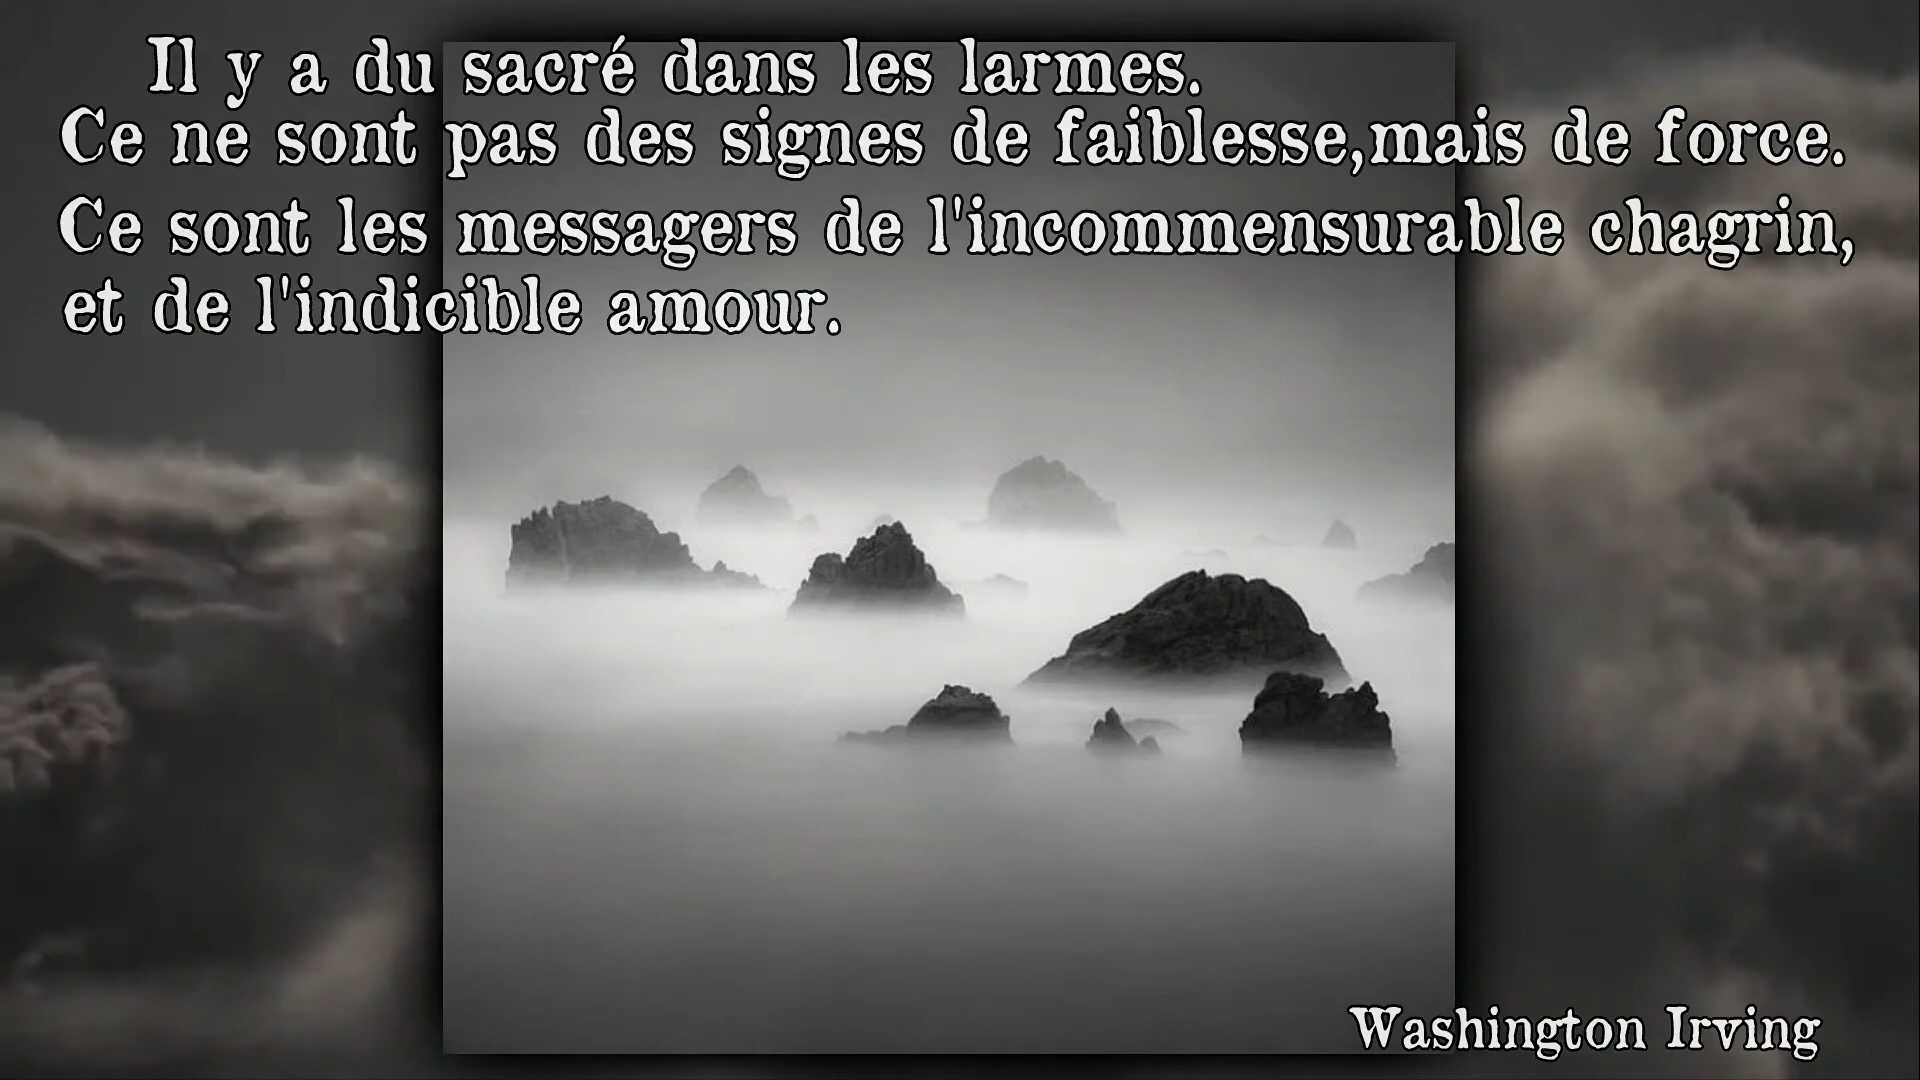 Il y a du sacré dans les larmes.
Ce ne sont pas des signes de faiblesse,mais de force.
Ce sont les messagers de l'incommensurable chagrin,
et de l'indicible amour.
Washington Irving